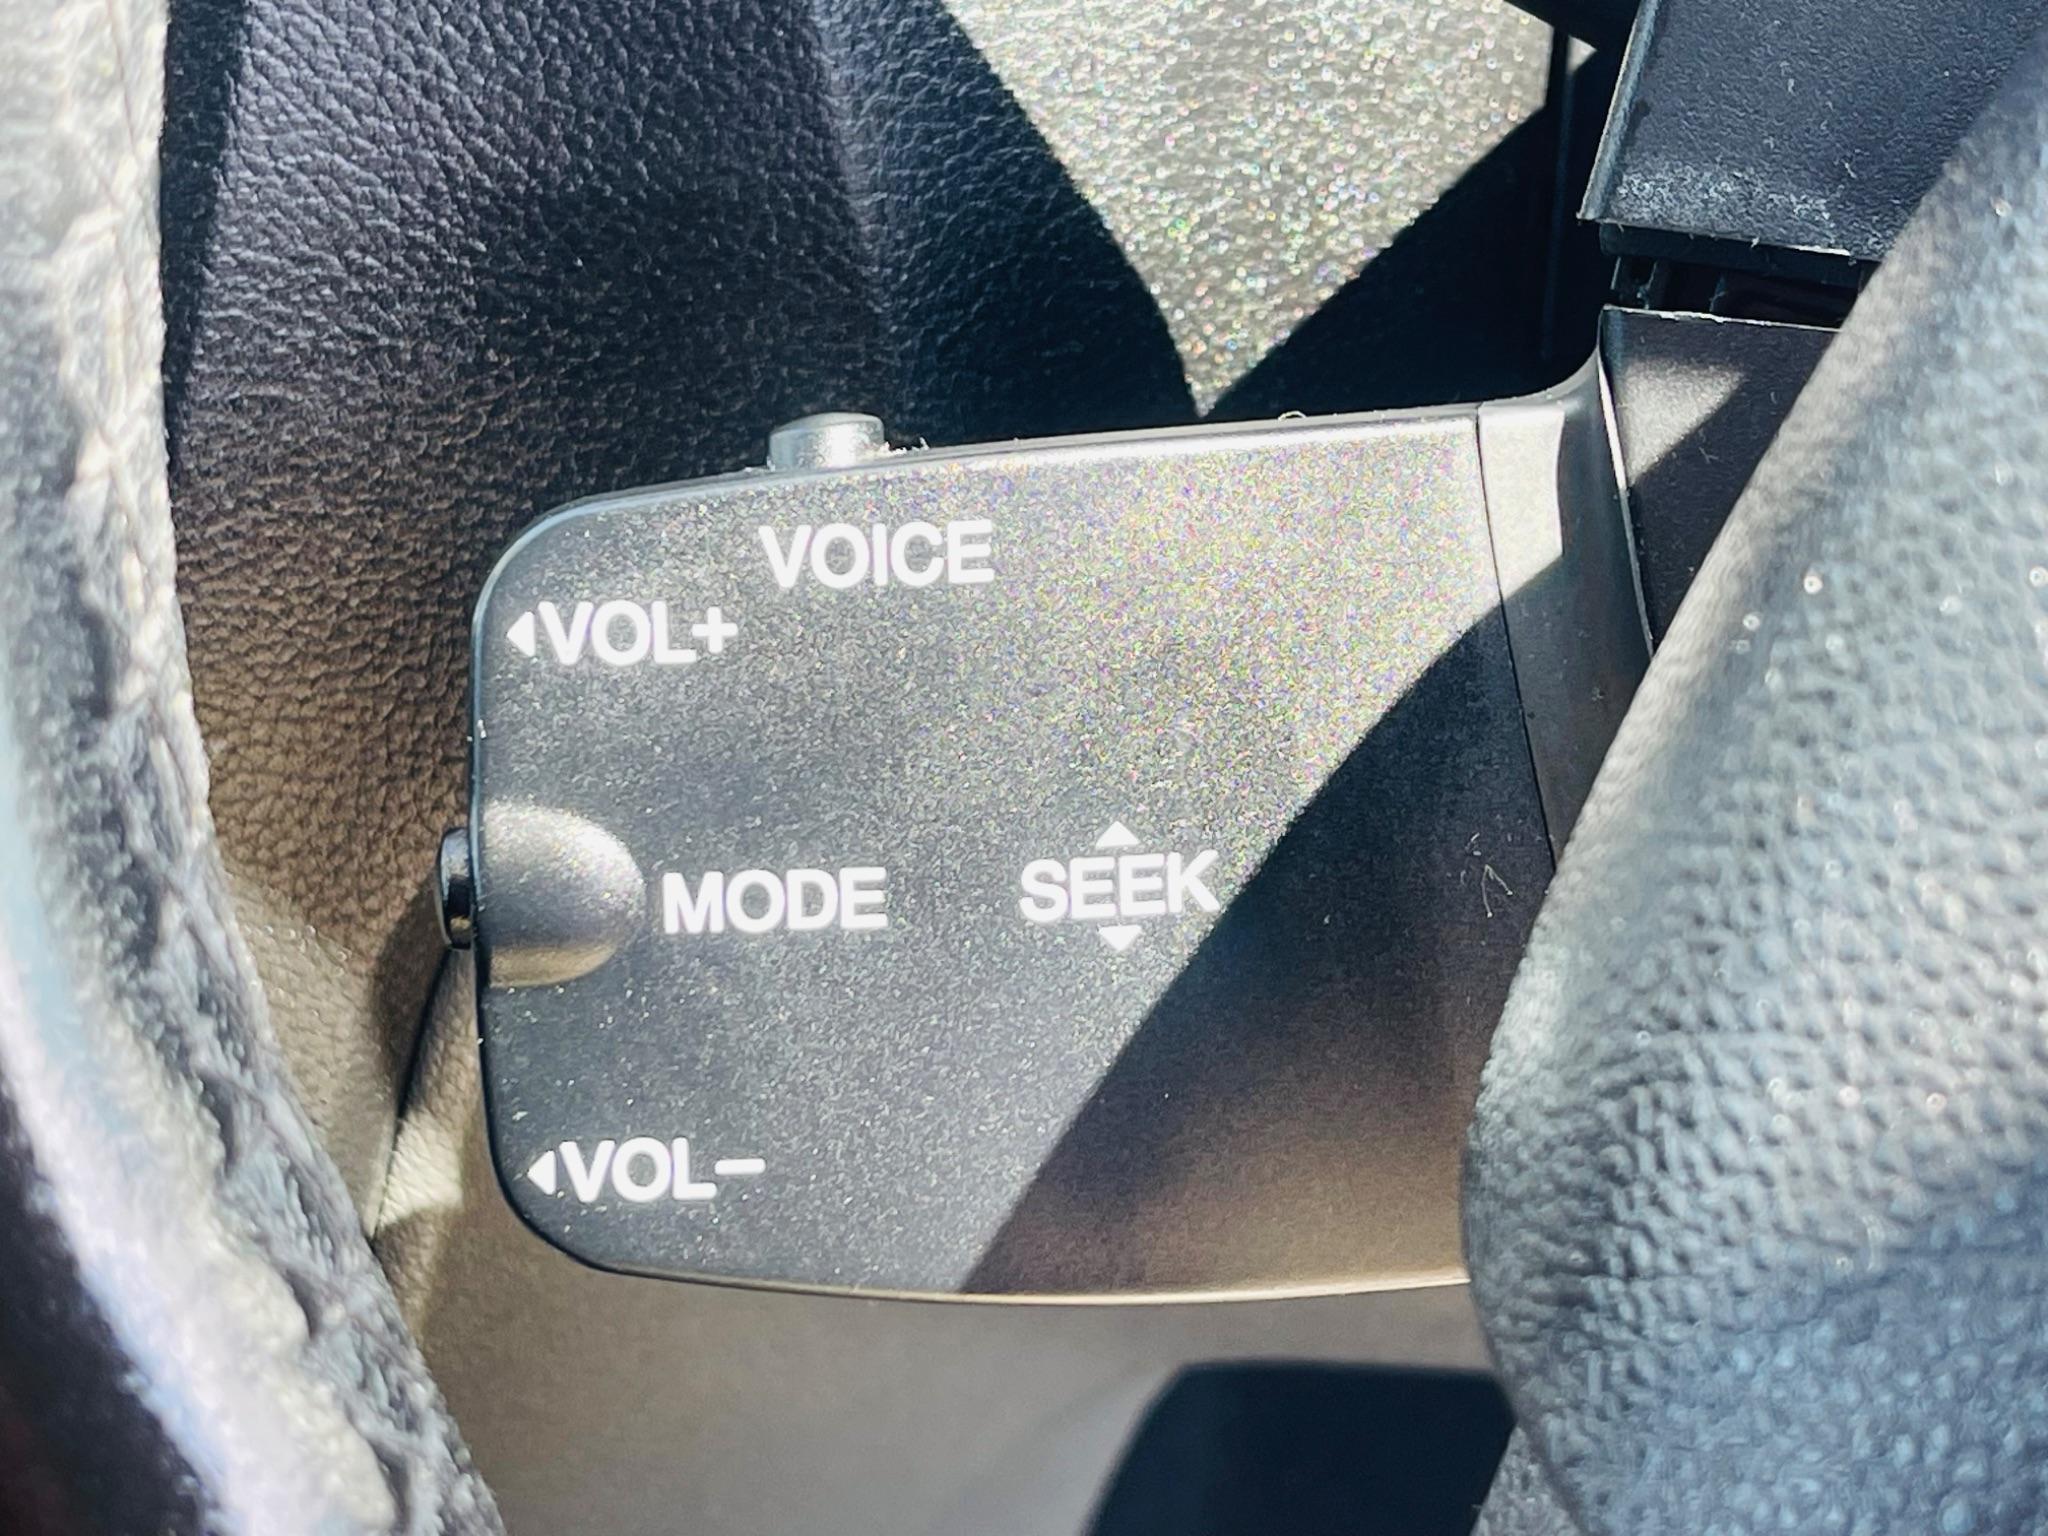 VOICE
◀VOL+
MODE
▲
SEEK
▼
◀VOL−